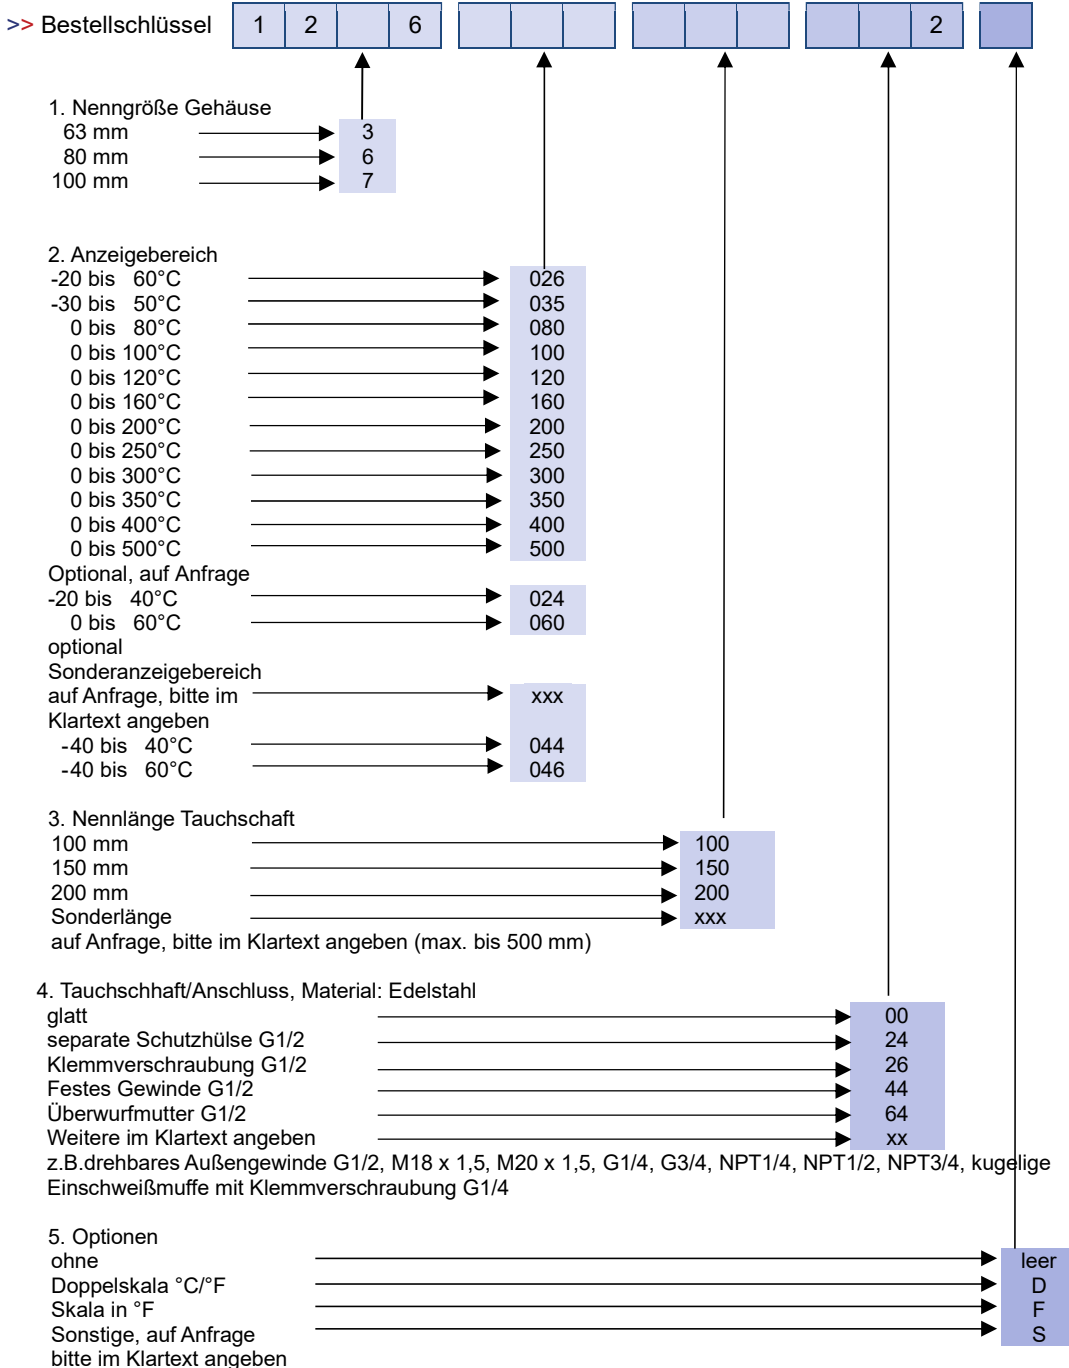 >> Bestellschlüssel 1 2 6 2
1. Nenngröße Gehäuse
63 mm 3
80 mm 6
100 mm 7
2. Anzeigebereich
-20 bis 60°C 026
-30 bis 50°C 035
0 bis 80°C 080
0 bis 100°C 100
0 bis 120°C 120
0 bis 160°C 160
0 bis 200°C 200
0 bis 250°C 250
0 bis 300°C 300
0 bis 350°C 350
0 bis 400°C 400
0 bis 500°C 500
Optional, auf Anfrage
-20 bis 40°C 024
0 bis 60°C 060
optional
Sonderanzeigebereich
auf Anfrage, bitte im xxx
Klartext angeben
-40 bis 40°C 044
-40 bis 60°C 046
3. Nennlänge Tauchschaft
100 mm 100
150 mm 150
200 mm 200
Sonderlänge xxx
auf Anfrage, bitte im Klartext angeben (max. bis 500 mm)
4. Tauchschhaft/Anschluss, Material: Edelstahl
glatt 00
separate Schutzhülse G1/2 24
Klemmverschraubung G1/2 26
Festes Gewinde G1/2 44
Überwurfmutter G1/2 64
Weitere im Klartext angeben xx
z.B.drehbares Außengewinde G1/2, M18 x 1,5, M20 x 1,5, G1/4, G3/4, NPT1/4, NPT1/2, NPT3/4, kugelige
Einschweißmuffe mit Klemmverschraubung G1/4
5. Optionen
ohne leer
Doppelskala °C/°F D
Skala in °F F
Sonstige, auf Anfrage S
bitte im Klartext angeben